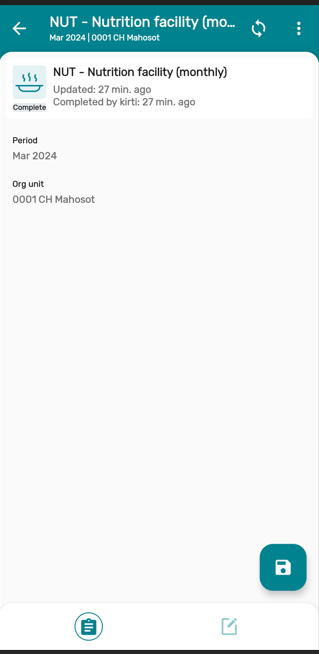 NUT - Nutrition facility (mo...
Mar 2024 | 0001 CH Mahosot
NUT - Nutrition facility (monthly)
Updated: 27 min. ago
Completed by kirti: 27 min. ago
Complete
Period
Mar 2024
Org unit
0001 CH Mahosot